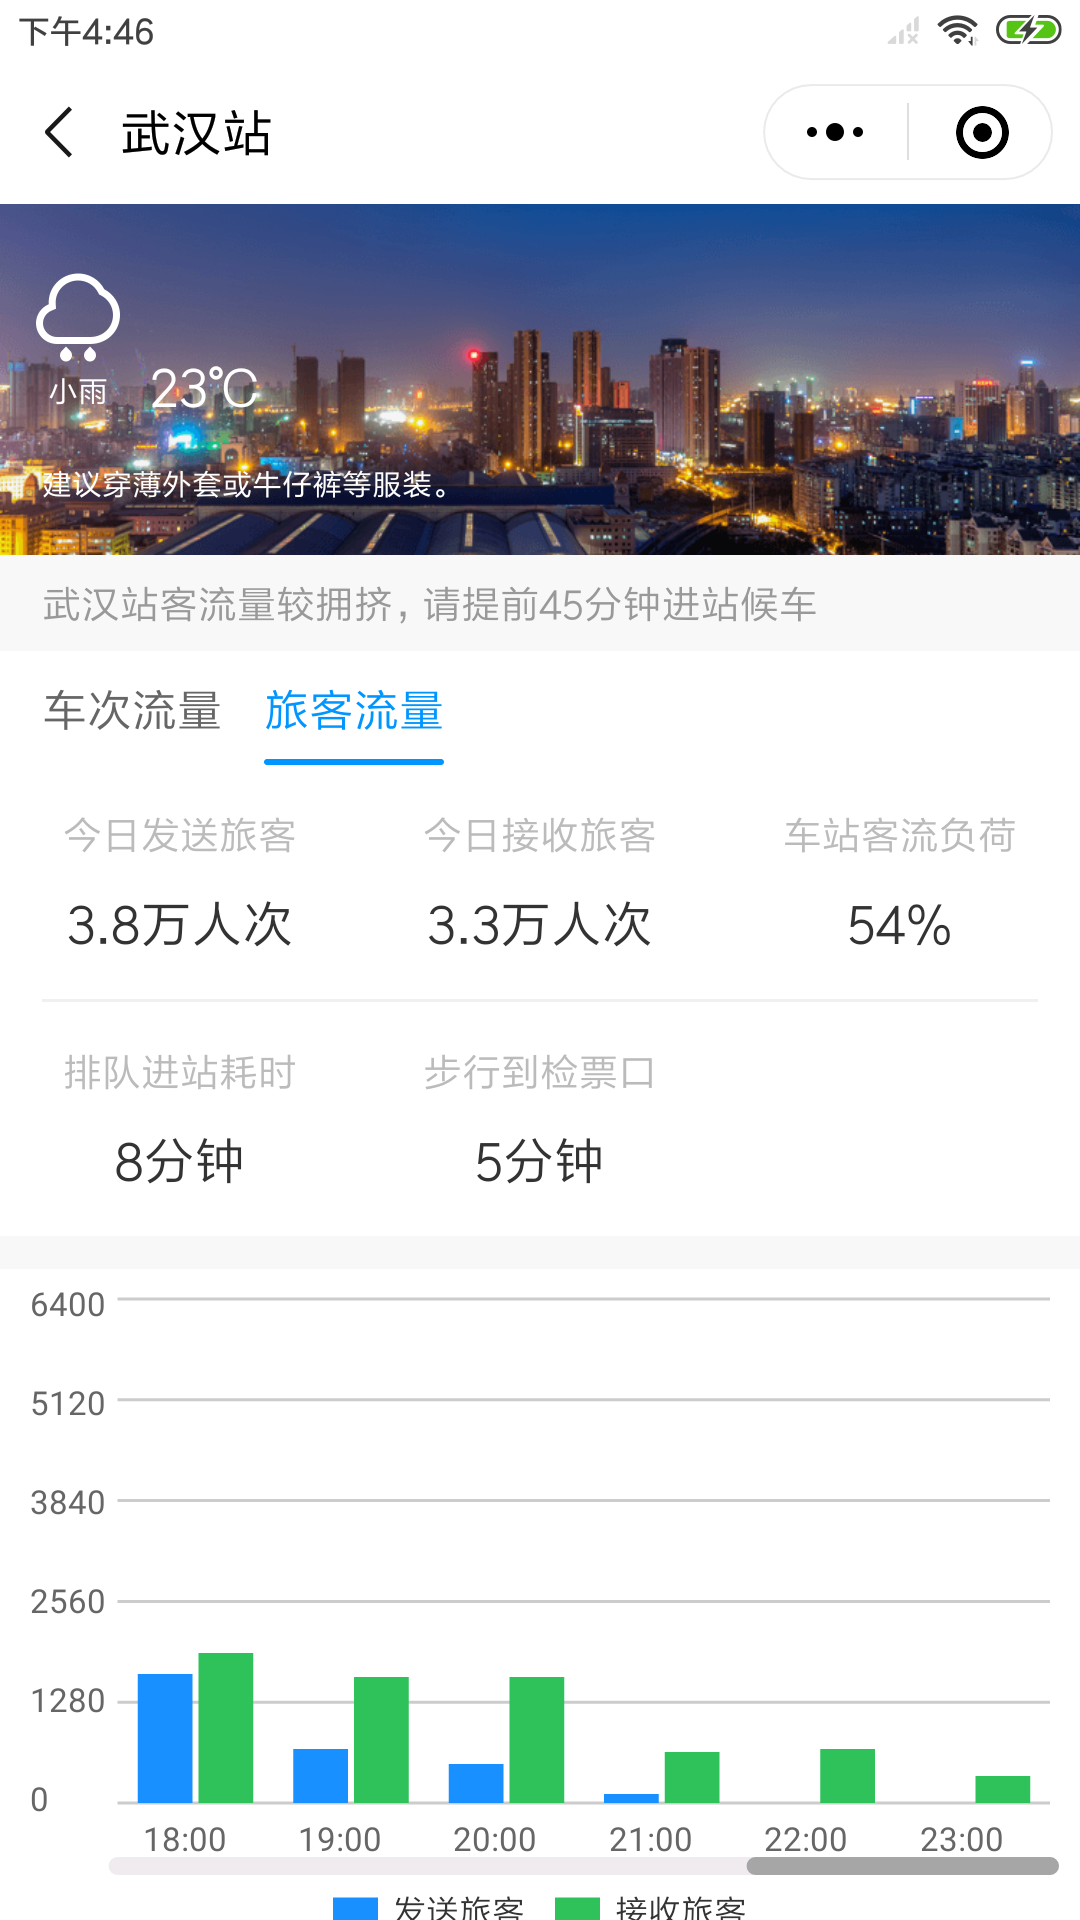 下午4:46
武汉站
小雨 23℃
建议穿薄外套或牛仔裤等服装。
武汉站客流量较拥挤，请提前45分钟进站候车
车次流量 旅客流量
今日发送旅客 今日接收旅客 车站客流负荷
3.8万人次 3.3万人次 54%
排队进站耗时 步行到检票口
8分钟 5分钟
6400
5120
3840
2560
1280
0
18:00 19:00 20:00 21:00 22:00 23:00
发送旅客 接收旅客